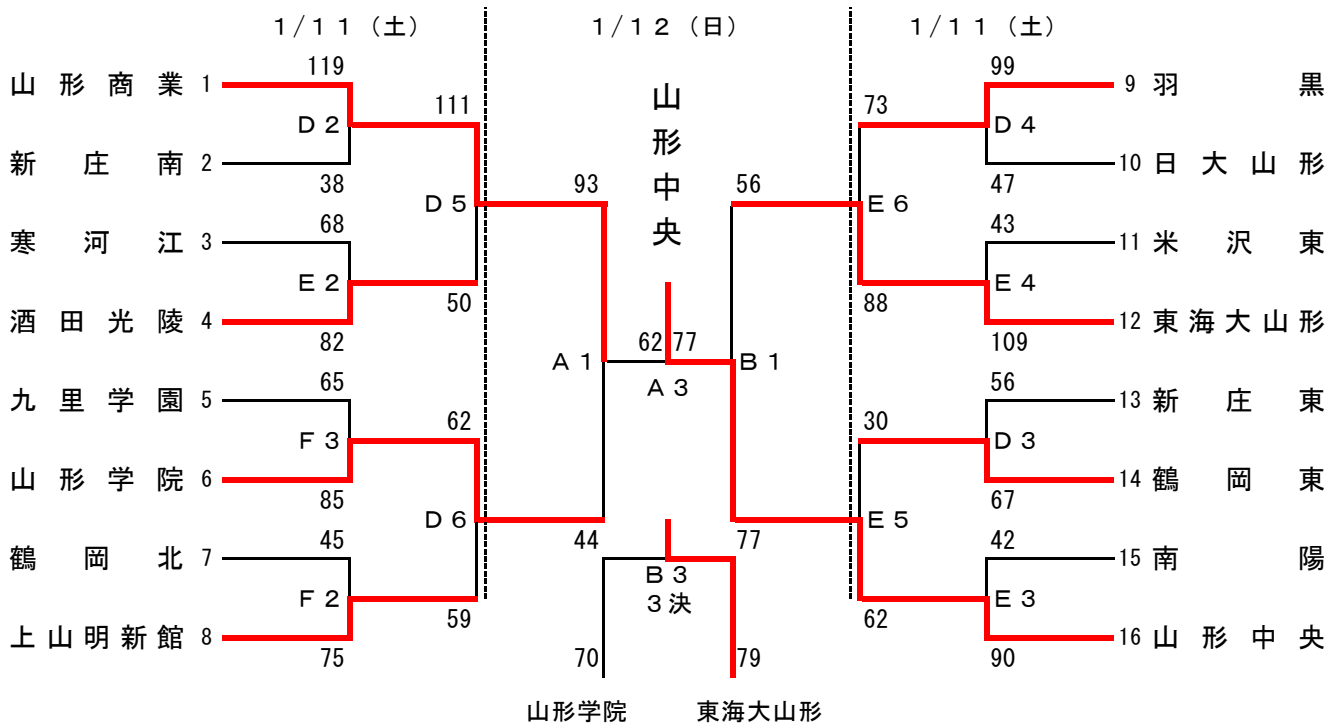 1/11（土）
1/12（日）
1/11（土）
山形中央
山形商業 1
119
D2
111
新庄南 2
38
D5
93
寒河江 3
68
E2
50
酒田光陵 4
82
A1
62 77
A3
九里学園 5
65
F3
62
山形学院 6
85
D6
44
鶴岡北 7
45
F2
59
上山明新館 8
75
99
9 羽黒
73
D4
10 日大山形
47
56
E6
43
11 米沢東
E4
88
12 東海大山形
109
B1
56
13 新庄東
30
D3
14 鶴岡東
67
E5
77
42
15 南陽
E3
62
16 山形中央
90
B3
3決
70
79
山形学院
東海大山形